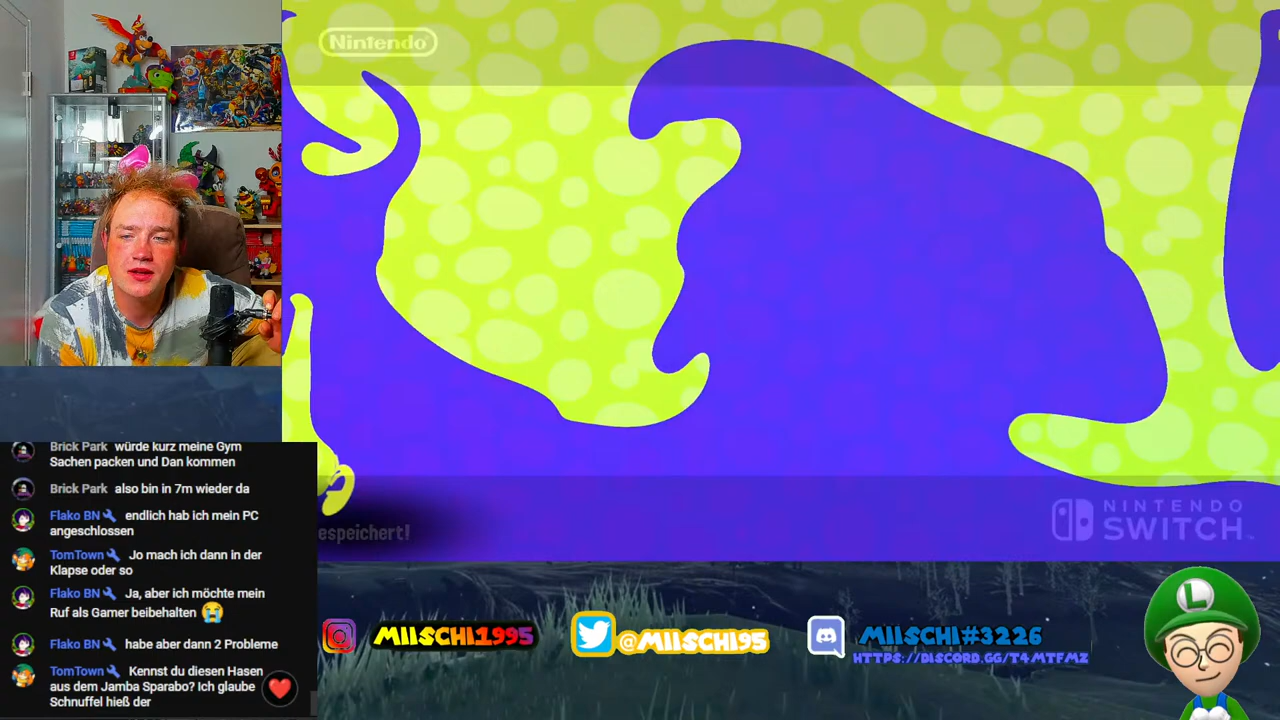 Nintendo
Brick Park würde kurz meine Gym
Sachen packen und Dan kommen
Brick Park also bin in 7m wieder da
Flako BN endlich hab ich mein PC
angeschlossen
TomTown Jo mach ich dann in der
Klapse oder so
Flako BN Ja, aber ich möchte mein
Ruf als Gamer beibehalten
Flako BN habe aber dann 2 Probleme
TomTown Kennst du diesen Hasen
aus dem Jamba Sparabo? Ich glaube
Schnuffel hieß der
espeichert!
NINTENDO
SWITCH
MIISCHI1995
@MIISCHI95
MIISCHI#3226
HTTPS://DISCORD.GG/T4MTFMZ
L